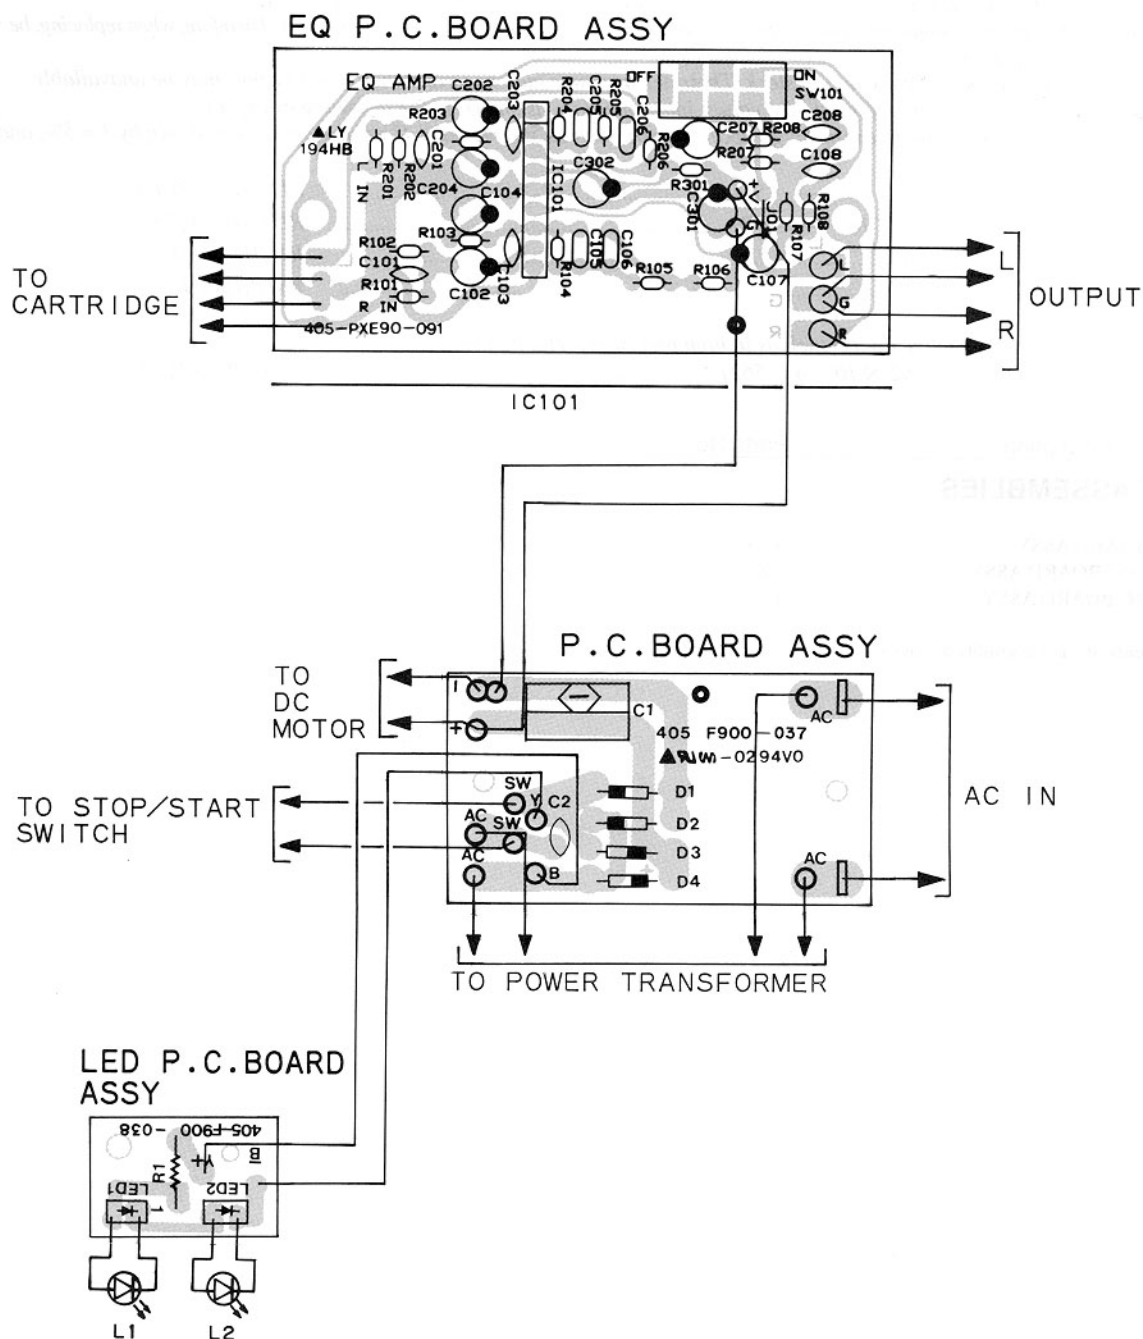 EQ P.C.BOARD ASSY
EQ AMP
C202
C203
R204
C205
R205
C206
OFF
ON
SW101
R203
LY
194HB
C201
L IN
R201
R202
C204
C104
IC101
C302
R206
C207
R208
C208
R207
C108
R301
+V
C301
G
J01
R108
R107
R102
R103
C101
R101
R IN
C102
C103
R104
C105
C106
R105
R106
C107
L
G
R
G
R
405-PXE90-091
TO
CARTRIDGE
L
R
OUTPUT
IC101
ASSEMBLIES
P.C.BOARD ASSY
TO
DC
MOTOR
-
+
C1
AC
405 F900-037
-0294V0
TO STOP/START
SWITCH
SW
Y
C2
AC
SW
AC
B
D1
D2
D3
D4
AC
AC IN
TO POWER TRANSFORMER
LED P.C.BOARD
ASSY
405-F900-038
Y+
B
R1
LED1
1
LED2
L1
L2